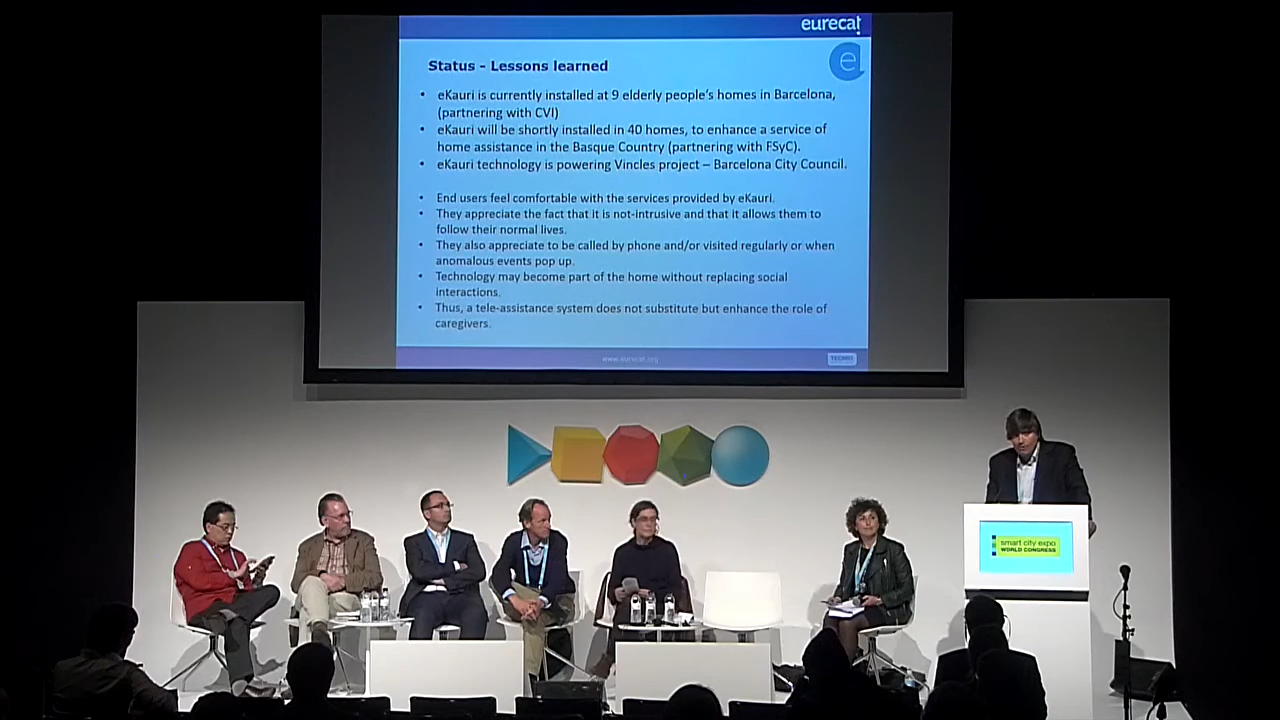 eurecat
e
Status - Lessons learned
• eKauri is currently installed at 9 elderly people's homes in Barcelona,
(partnering with CVI)
• eKauri will be shortly installed in 40 homes, to enhance a service of
home assistance in the Basque Country (partnering with FSyC).
• eKauri technology is powering Vincles project – Barcelona City Council.
• End users feel comfortable with the services provided by eKauri.
• They appreciate the fact that it is not-intrusive and that it allows them to
follow their normal lives.
• They also appreciate to be called by phone and/or visited regularly or when
anomalous events pop up.
• Technology may become part of the home without replacing social
interactions.
• Thus, a tele-assistance system does not substitute but enhance the role of
caregivers.
www.eurecat.org
smart city expo
WORLD CONGRESS